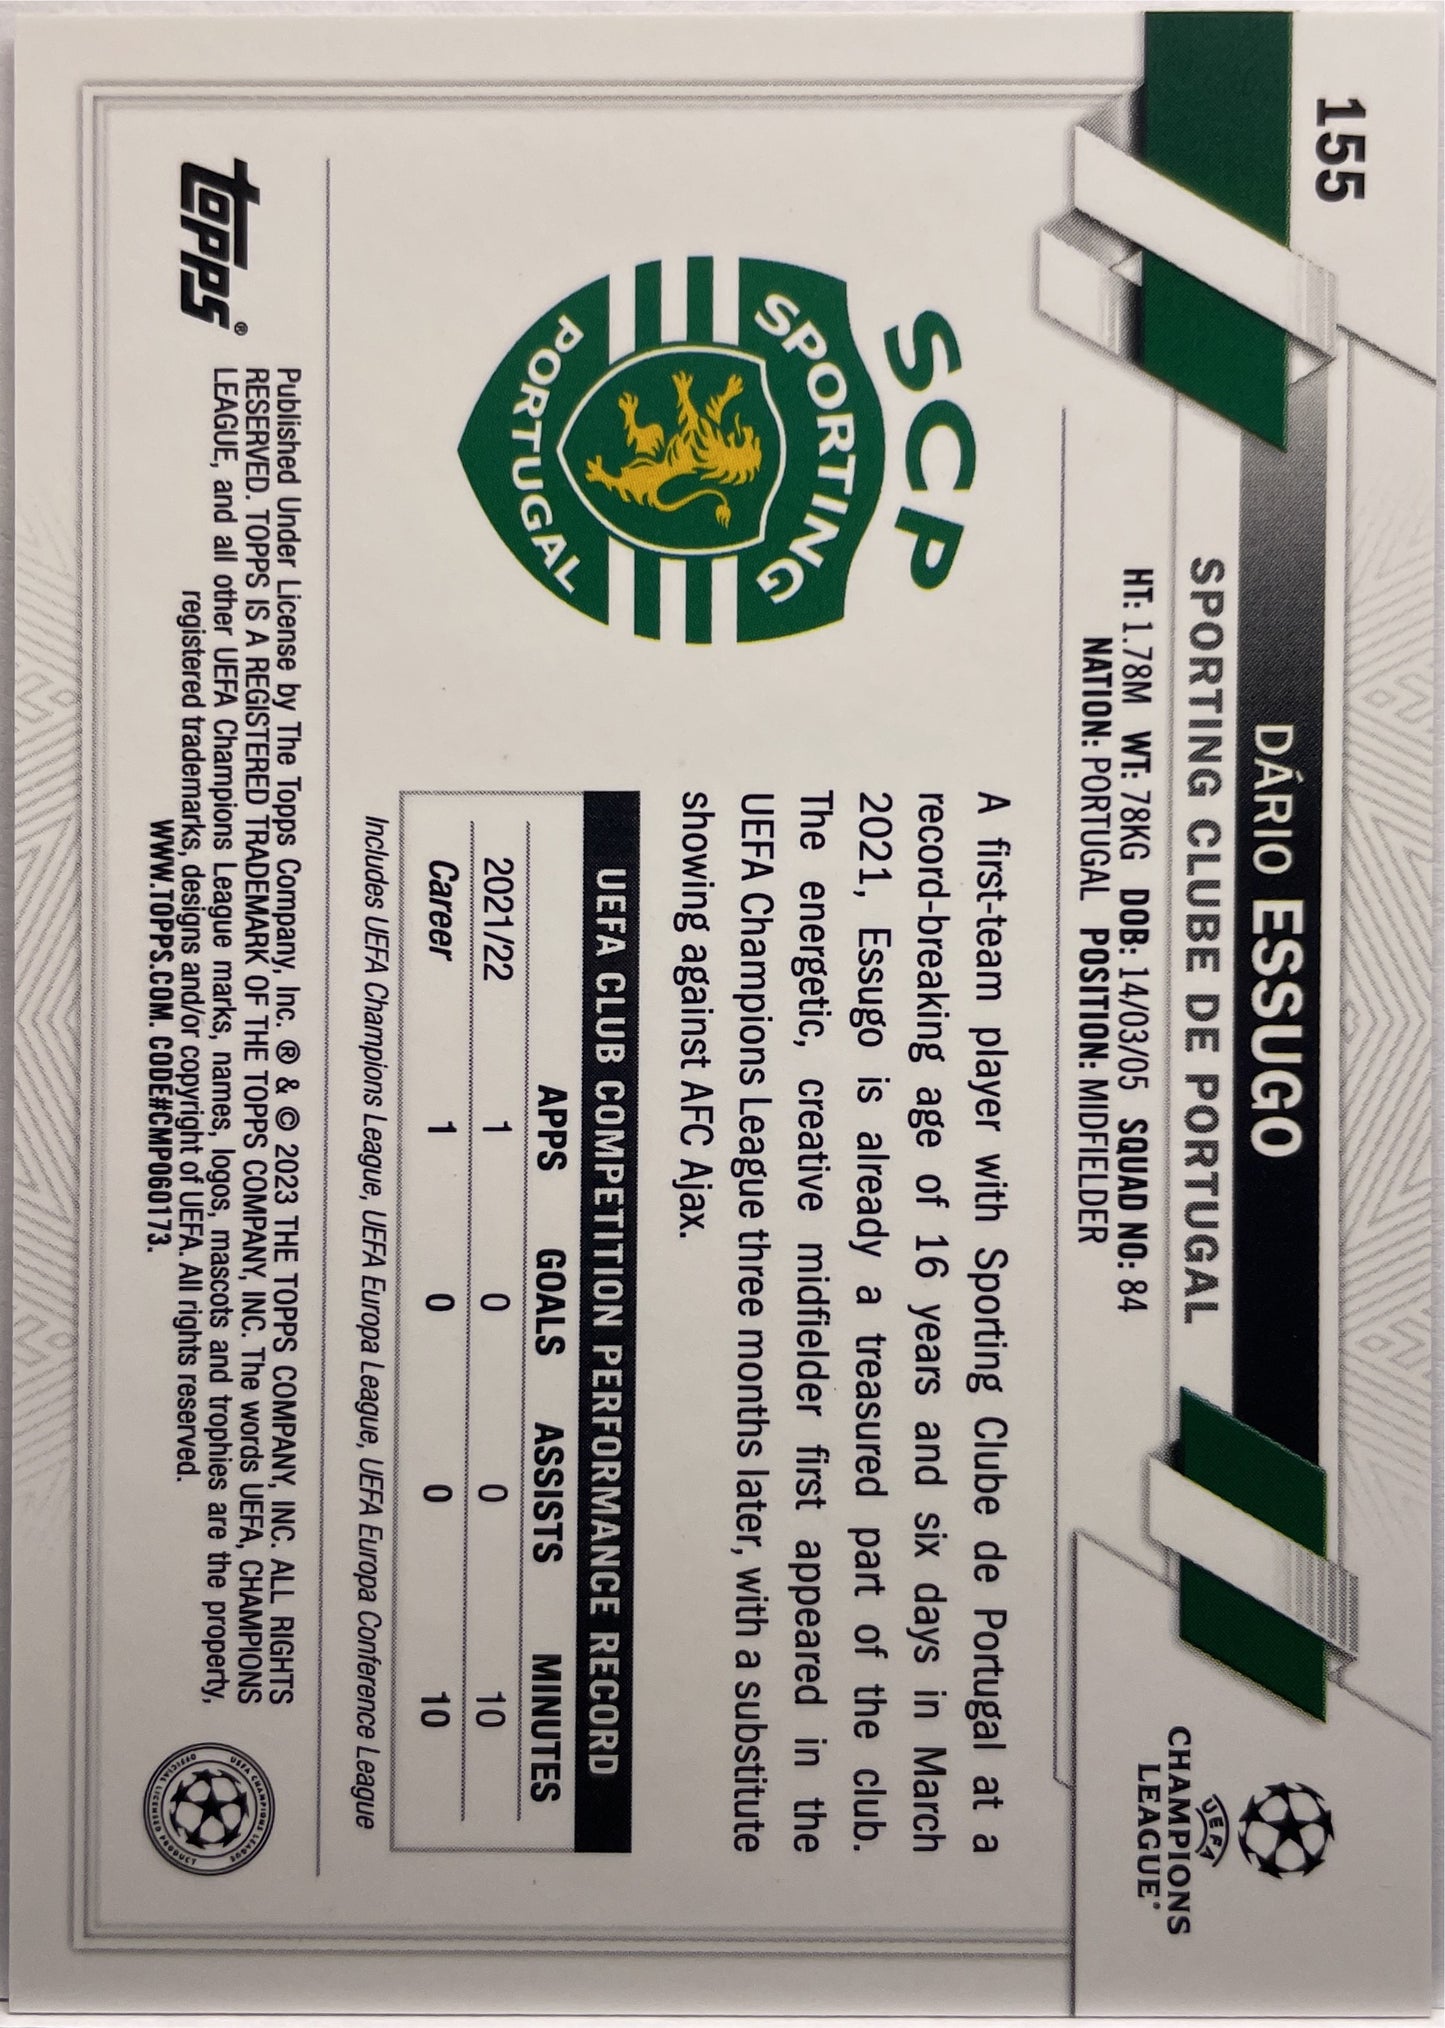 155
DÁRIO ESSUGO
SPORTING CLUBE DE PORTUGAL
HT: 1.78M WT: 78KG DOB: 14/03/05 SQUAD NO: 84
NATION: PORTUGAL POSITION: MIDFIELDER
UEFA
CHAMPIONS
LEAGUE®
SCP
SPORTING
PORTUGAL
A first-team player with Sporting Clube de Portugal at a
record-breaking age of 16 years and six days in March
2021, Essugo is already a treasured part of the club.
The energetic, creative midfielder first appeared in the
UEFA Champions League three months later, with a substitute
showing against AFC Ajax.
UEFA CLUB COMPETITION PERFORMANCE RECORD
APPS GOALS ASSISTS MINUTES
2021/22 1 0 0 10
Career 1 0 0 10
Includes UEFA Champions League, UEFA Europa League, UEFA Europa Conference League
topps®
Published Under License by The Topps Company, Inc. ® & © 2023 THE TOPPS COMPANY, INC. ALL RIGHTS
RESERVED. TOPPS IS A REGISTERED TRADEMARK OF THE TOPPS COMPANY, INC. The words UEFA, CHAMPIONS
LEAGUE, and all other UEFA Champions League marks, names, logos, mascots and trophies are the property,
registered trademarks, designs and/or copyright of UEFA. All rights reserved.
WWW.TOPPS.COM. CODE#CMP060173.
UEFA CHAMPIONS LEAGUE
OFFICIAL LICENSED PRODUCT